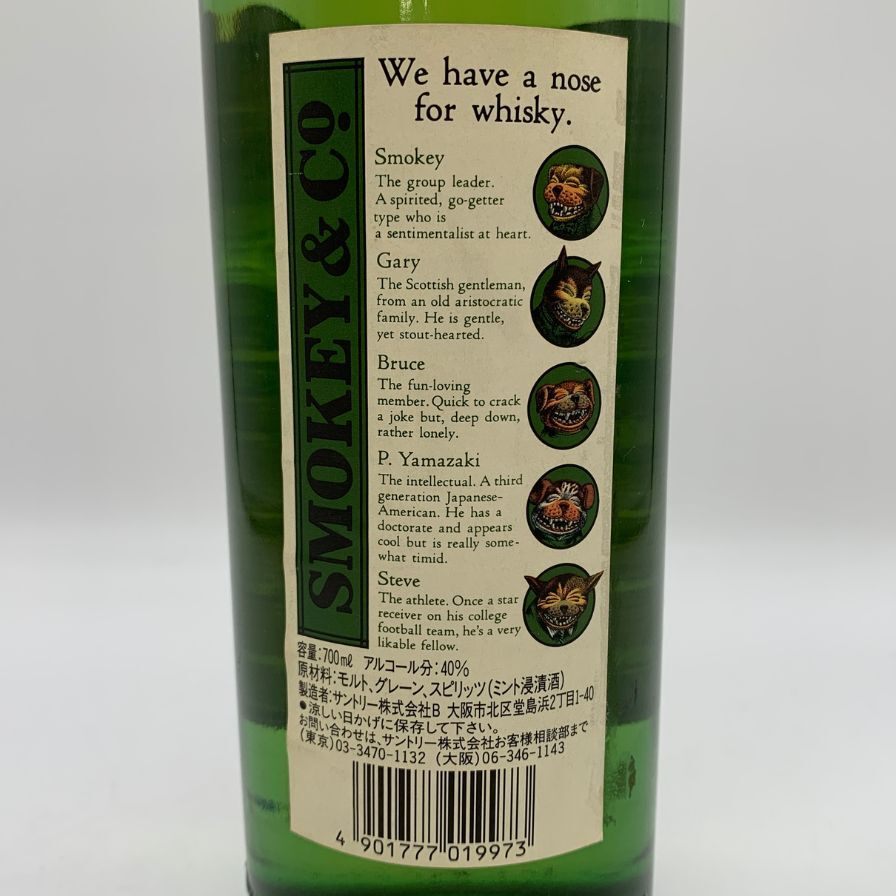 We have a nose
for whisky.
SMOKEY & Co
Smokey
The group leader.
A spirited, go-getter
type who is
a sentimentalist at heart.
Gary
The Scottish gentleman,
from an old aristocratic
family. He is gentle,
yet stout-hearted.
Bruce
The fun-loving
member. Quick to crack
a joke but, deep down,
rather lonely.
P. Yamazaki
The intellectual. A third
generation Japanese-
American. He has a
doctorate and appears
cool but is really some-
what timid.
Steve
The athlete. Once a star
receiver on his college
football team, he's a very
likable fellow.
容量:700mℓ アルコール分:40%
原材料:モルト、グレーン、スピリッツ(ミント浸漬酒)
製造者:サントリー株式会社B 大阪市北区堂島浜2丁目1-40
●涼しい日かげに保存して下さい。
お問い合わせは、サントリー株式会社お客様相談部まで
(東京)03-3470-1132 (大阪)06-346-1143
4 901777 019973